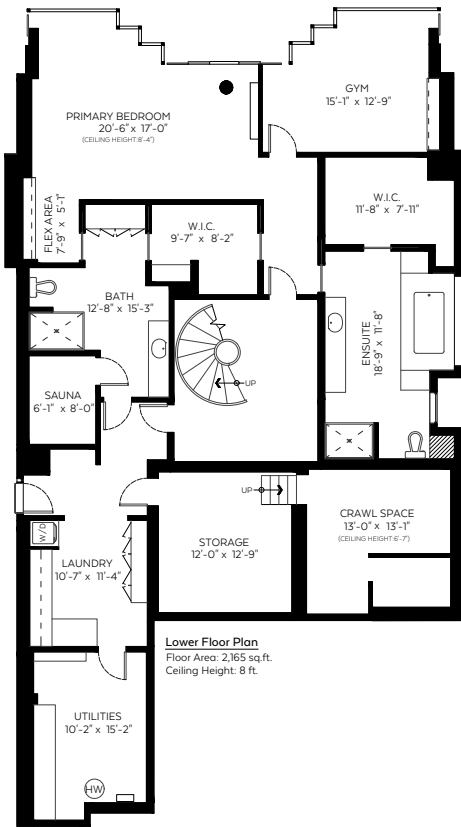 GYM
15'-1" x 12'-9"
PRIMARY BEDROOM
20'-6" x 17'-0"
(CEILING HEIGHT:8'-4")
FLEX AREA
7'-9" x 5'-1"
W.I.C.
9'-7" x 8'-2"
W.I.C.
11'-8" x 7'-11"
BATH
12'-8" x 15'-3"
ENSUITE
18'-9" x 11'-8"
UP
SAUNA
6'-1" x 8'-0"
UP
W/D
STORAGE
12'-0" x 12'-9"
CRAWL SPACE
13'-0" x 13'-1"
(CEILING HEIGHT:6'-7")
LAUNDRY
10'-7" x 11'-4"
Lower Floor Plan
Floor Area: 2,165 sq.ft.
Ceiling Height: 8 ft.
UTILITIES
10'-2" x 15'-2"
HW